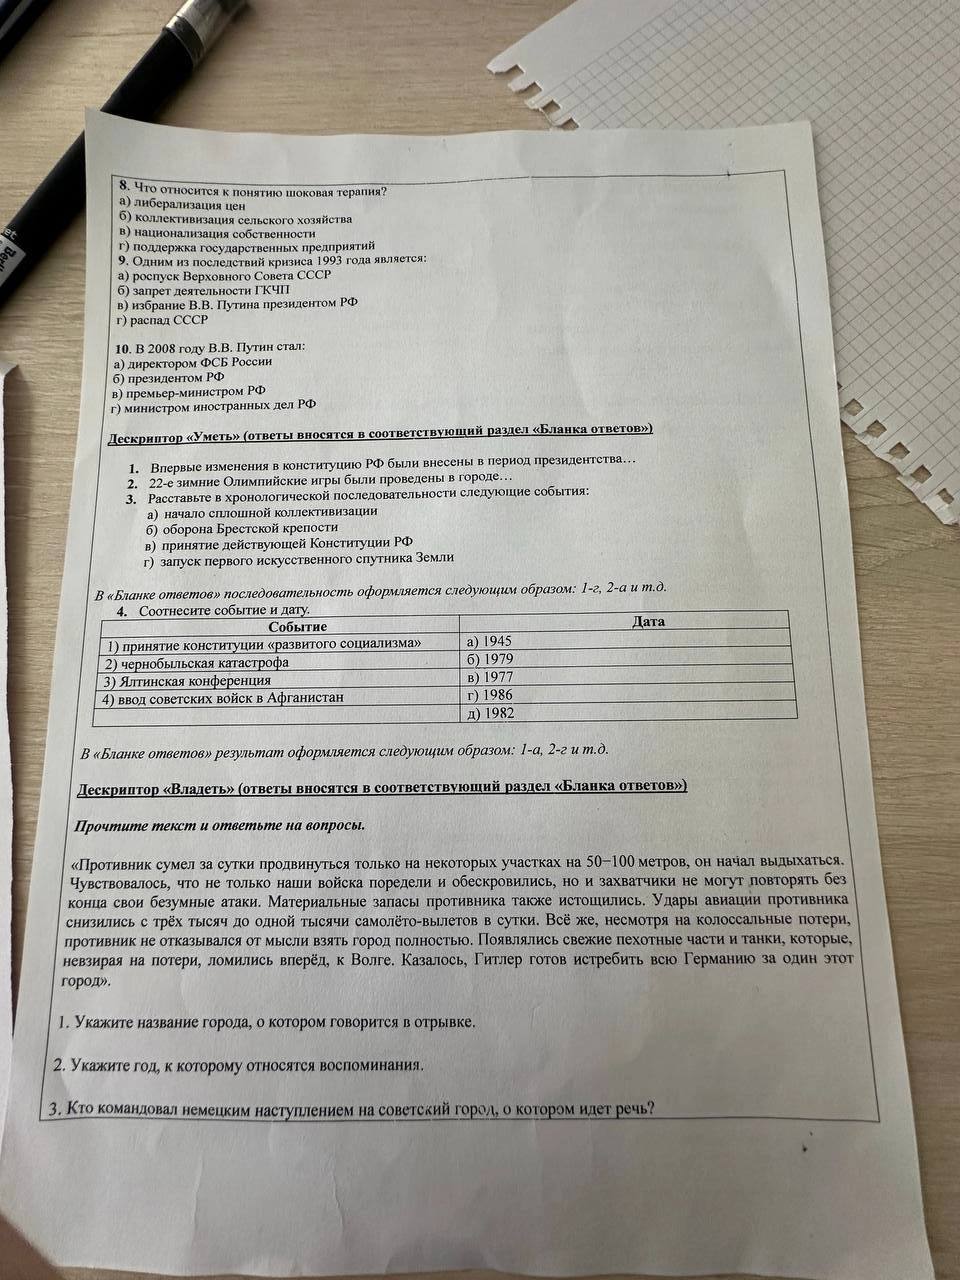 8. Что относится к понятию шоковая терапия?
а) либерализация цен
б) коллективизация сельского хозяйства
в) национализация собственности
г) поддержка государственных предприятий
9. Одним из последствий кризиса 1993 года является:
а) роспуск Верховного Совета СССР
б) запрет деятельности ГКЧП
в) избрание В.В. Путина президентом РФ
г) распад СССР
10. В 2008 году В.В. Путин стал:
а) директором ФСБ России
б) президентом РФ
в) премьер-министром РФ
г) министром иностранных дел РФ
Дескриптор «Уметь» (ответы вносятся в соответствующий раздел «Бланка ответов»)
1. Впервые изменения в конституцию РФ были внесены в период президентства…
2. 22-е зимние Олимпийские игры были проведены в городе…
3. Расставьте в хронологической последовательности следующие события:
а) начало сплошной коллективизации
б) оборона Брестской крепости
в) принятие действующей Конституции РФ
г) запуск первого искусственного спутника Земли
В «Бланке ответов» последовательность оформляется следующим образом: 1-г, 2-а и т.д.
4. Соотнесите событие и дату.
Событие Дата
1) принятие конституции «развитого социализма» а) 1945
2) чернобыльская катастрофа б) 1979
3) Ялтинская конференция в) 1977
4) ввод советских войск в Афганистан г) 1986
д) 1982
В «Бланке ответов» результат оформляется следующим образом: 1-а, 2-г и т.д.
Дескриптор «Владеть» (ответы вносятся в соответствующий раздел «Бланка ответов»)
Прочтите текст и ответьте на вопросы.
«Противник сумел за сутки продвинуться только на некоторых участках на 50−100 метров, он начал выдыхаться.
Чувствовалось, что не только наши войска поредели и обескровились, но и захватчики не могут повторять без
конца свои безумные атаки. Материальные запасы противника также истощились. Удары авиации противника
снизились с трёх тысяч до одной тысячи самолёто-вылетов в сутки. Всё же, несмотря на колоссальные потери,
противник не отказывался от мысли взять город полностью. Появлялись свежие пехотные части и танки, которые,
невзирая на потери, ломились вперёд, к Волге. Казалось, Гитлер готов истребить всю Германию за один этот
город».
1. Укажите название города, о котором говорится в отрывке.
2. Укажите год, к которому относятся воспоминания.
3. Кто командовал немецким наступлением на советский город, о котором идет речь?